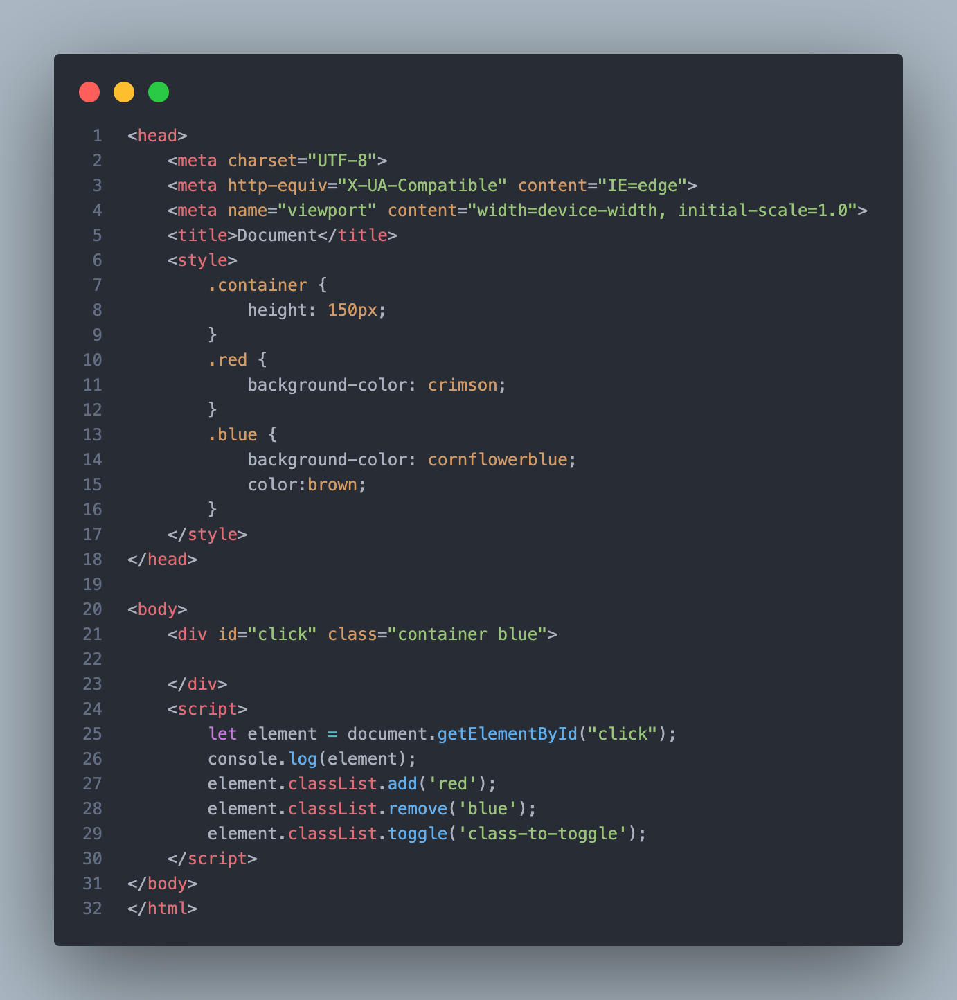 1 <head>
2     <meta charset="UTF-8">
3     <meta http-equiv="X-UA-Compatible" content="IE=edge">
4     <meta name="viewport" content="width=device-width, initial-scale=1.0">
5     <title>Document</title>
6     <style>
7         .container {
8             height: 150px;
9         }
10         .red {
11             background-color: crimson;
12         }
13         .blue {
14             background-color: cornflowerblue;
15             color:brown;
16         }
17     </style>
18 </head>
19
20 <body>
21     <div id="click" class="container blue">
22
23     </div>
24     <script>
25         let element = document.getElementById("click");
26         console.log(element);
27         element.classList.add('red');
28         element.classList.remove('blue');
29         element.classList.toggle('class-to-toggle');
30     </script>
31 </body>
32 </html>